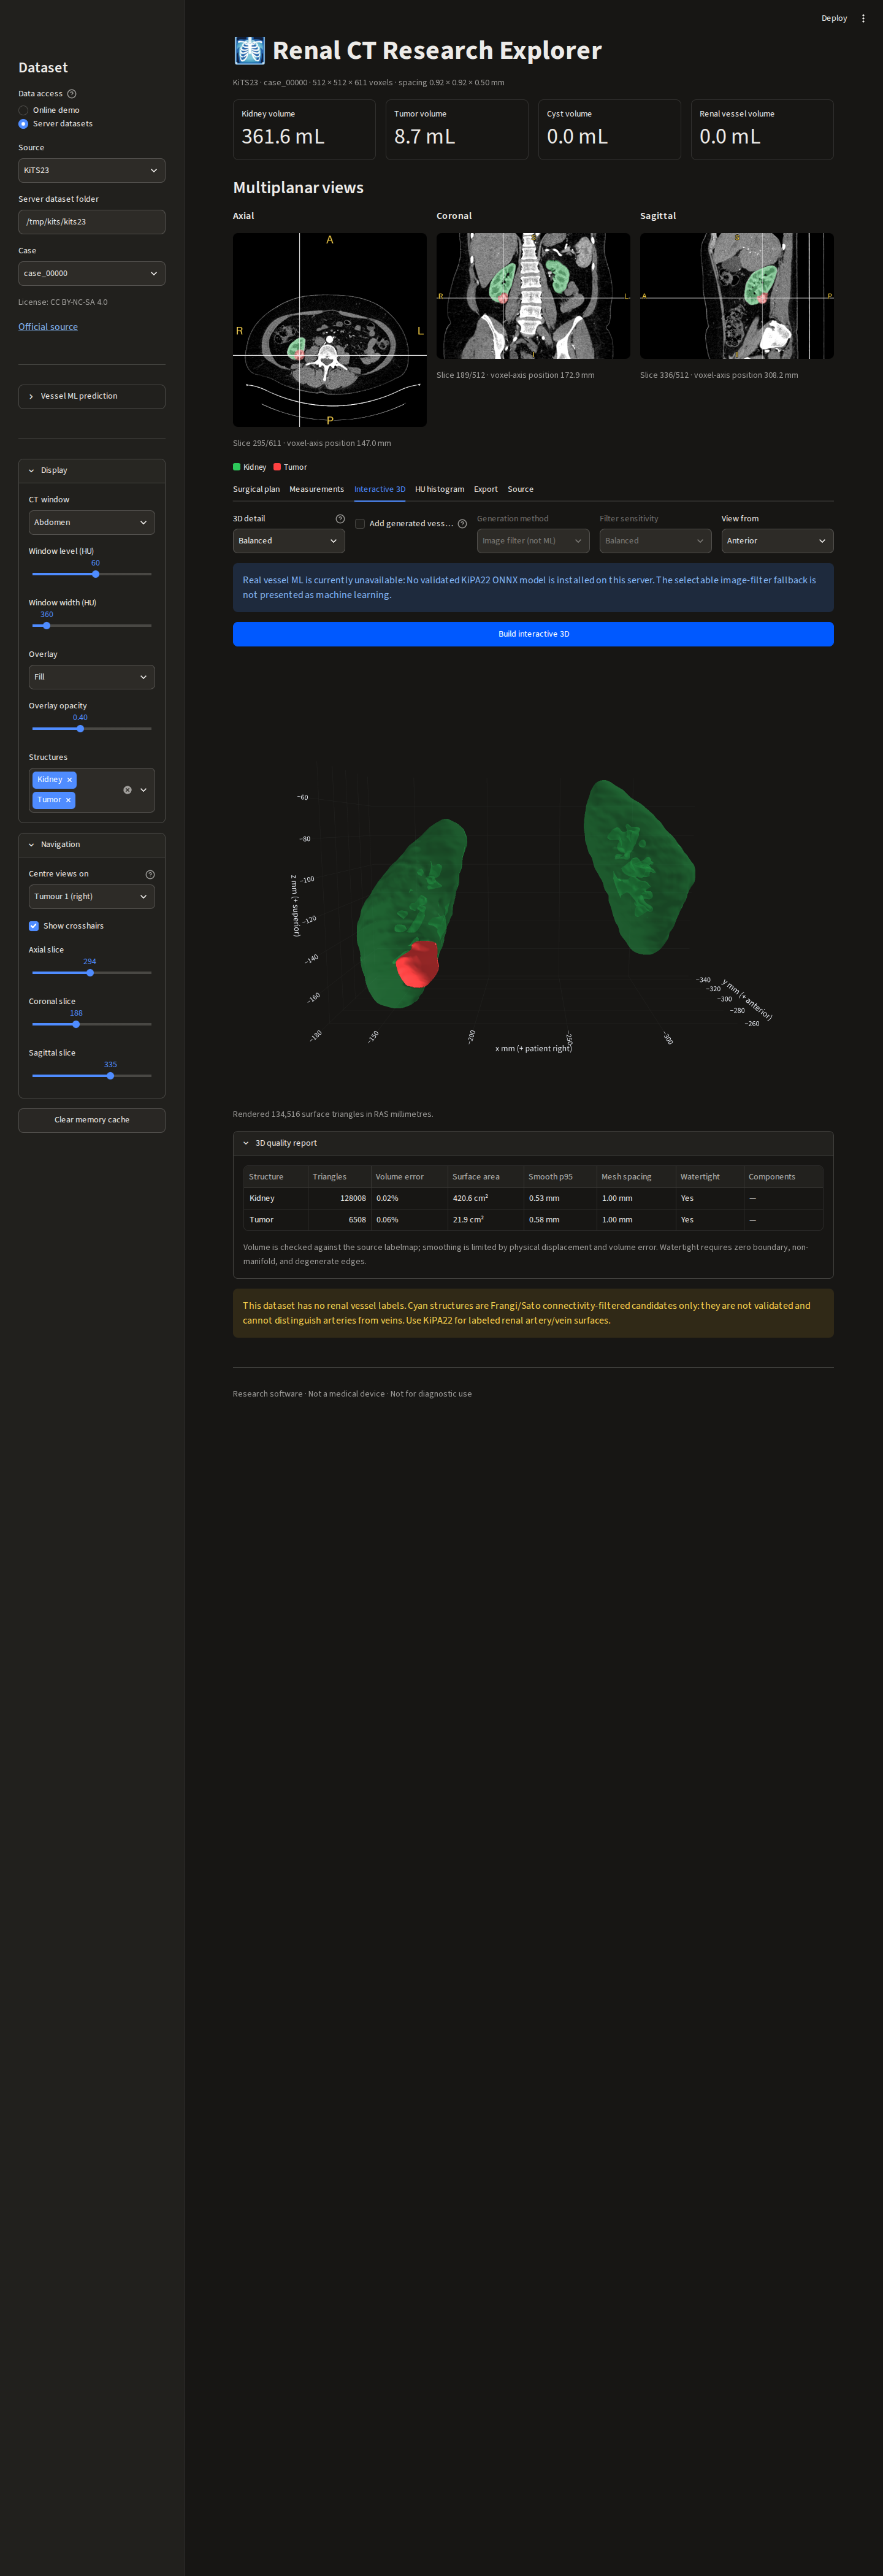 Deploy
Dataset
Data access
Online demo
Server datasets
Source
KiTS23
Server dataset folder
/tmp/kits/kits23
Case
case_00000
License: CC BY-NC-SA 4.0
Official source
Vessel ML prediction
Display
CT window
Abdomen
Window level (HU)
60
Window width (HU)
360
Overlay
Fill
Overlay opacity
0.40
Structures
Kidney
Tumor
Navigation
Centre views on
Tumour 1 (right)
Show crosshairs
Axial slice
294
Coronal slice
188
Sagittal slice
335
Clear memory cache
Renal CT Research Explorer
KiTS23 · case_00000 · 512 × 512 × 611 voxels · spacing 0.92 × 0.92 × 0.50 mm
Kidney volume
361.6 mL
Tumor volume
8.7 mL
Cyst volume
0.0 mL
Renal vessel volume
0.0 mL
Multiplanar views
Axial
Coronal
Sagittal
A
R
L
P
R
L
A
P
Slice 295/611 · voxel-axis position 147.0 mm
Slice 189/512 · voxel-axis position 172.9 mm
Slice 336/512 · voxel-axis position 308.2 mm
Kidney Tumor
Surgical plan Measurements Interactive 3D HU histogram Export Source
3D detail
Balanced
Add generated vess...
Generation method
Image filter (not ML)
Filter sensitivity
Balanced
View from
Anterior
Real vessel ML is currently unavailable: No validated KiPA22 ONNX model is installed on this server. The selectable image-filter fallback is
not presented as machine learning.
Build interactive 3D
−60
−80
−100
−120
−140
−160
−180
z mm (+ superior)
−150
−200
−250
−300
x mm (+ patient right)
−340
−320
−300
−280
−260
y mm (+ anterior)
Rendered 134,516 surface triangles in RAS millimetres.
3D quality report
Structure Triangles Volume error Surface area Smooth p95 Mesh spacing Watertight Components
Kidney 128008 0.02% 420.6 cm² 0.53 mm 1.00 mm Yes —
Tumor 6508 0.06% 21.9 cm² 0.58 mm 1.00 mm Yes —
Volume is checked against the source labelmap; smoothing is limited by physical displacement and volume error. Watertight requires zero boundary, non-
manifold, and degenerate edges.
This dataset has no renal vessel labels. Cyan structures are Frangi/Sato connectivity-filtered candidates only: they are not validated and
cannot distinguish arteries from veins. Use KiPA22 for labeled renal artery/vein surfaces.
Research software · Not a medical device · Not for diagnostic use